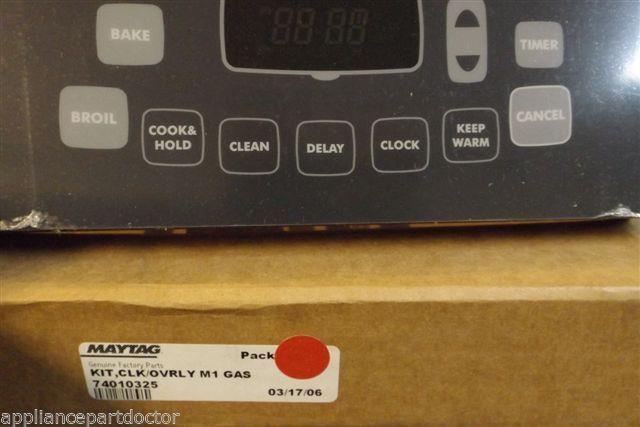 BAKE
88:88
TIMER
BROIL
COOK&
HOLD
CLEAN
DELAY
CLOCK
KEEP
WARM
CANCEL
MAYTAG
Genuine Factory Parts
Pack
KIT,CLK/OVRLY M1 GAS
74010325
03/17/06
appliancepartdoctor